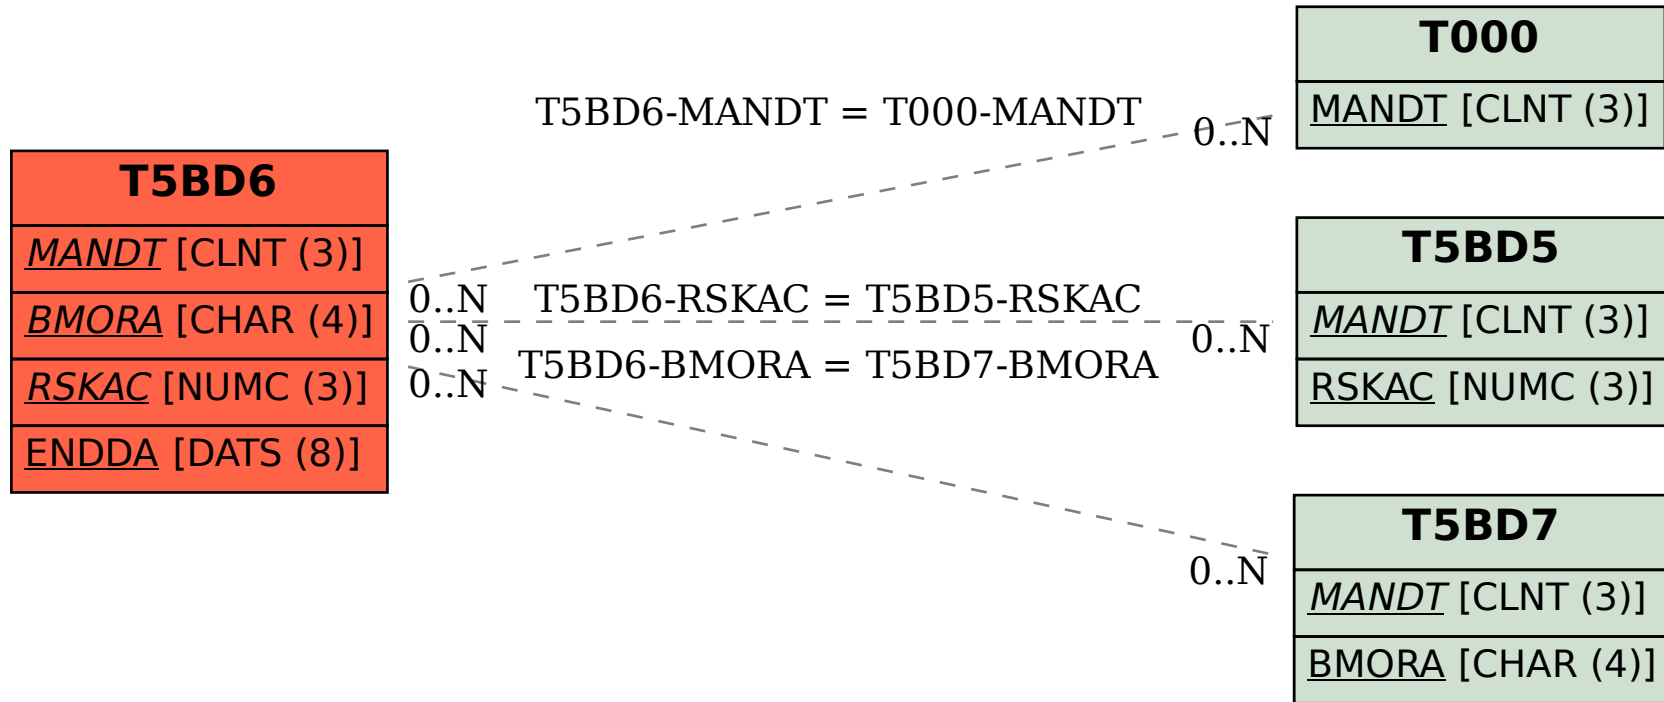 T5BD6
MANDT [CLNT (3)]
BMORA [CHAR (4)]
RSKAC [NUMC (3)]
ENDDA [DATS (8)]
T5BD6-MANDT = T000-MANDT
0..N
0..N
T5BD6-RSKAC = T5BD5-RSKAC
0..N
0..N
T5BD6-BMORA = T5BD7-BMORA
0..N
0..N
T000
MANDT [CLNT (3)]
T5BD5
MANDT [CLNT (3)]
RSKAC [NUMC (3)]
T5BD7
MANDT [CLNT (3)]
BMORA [CHAR (4)]